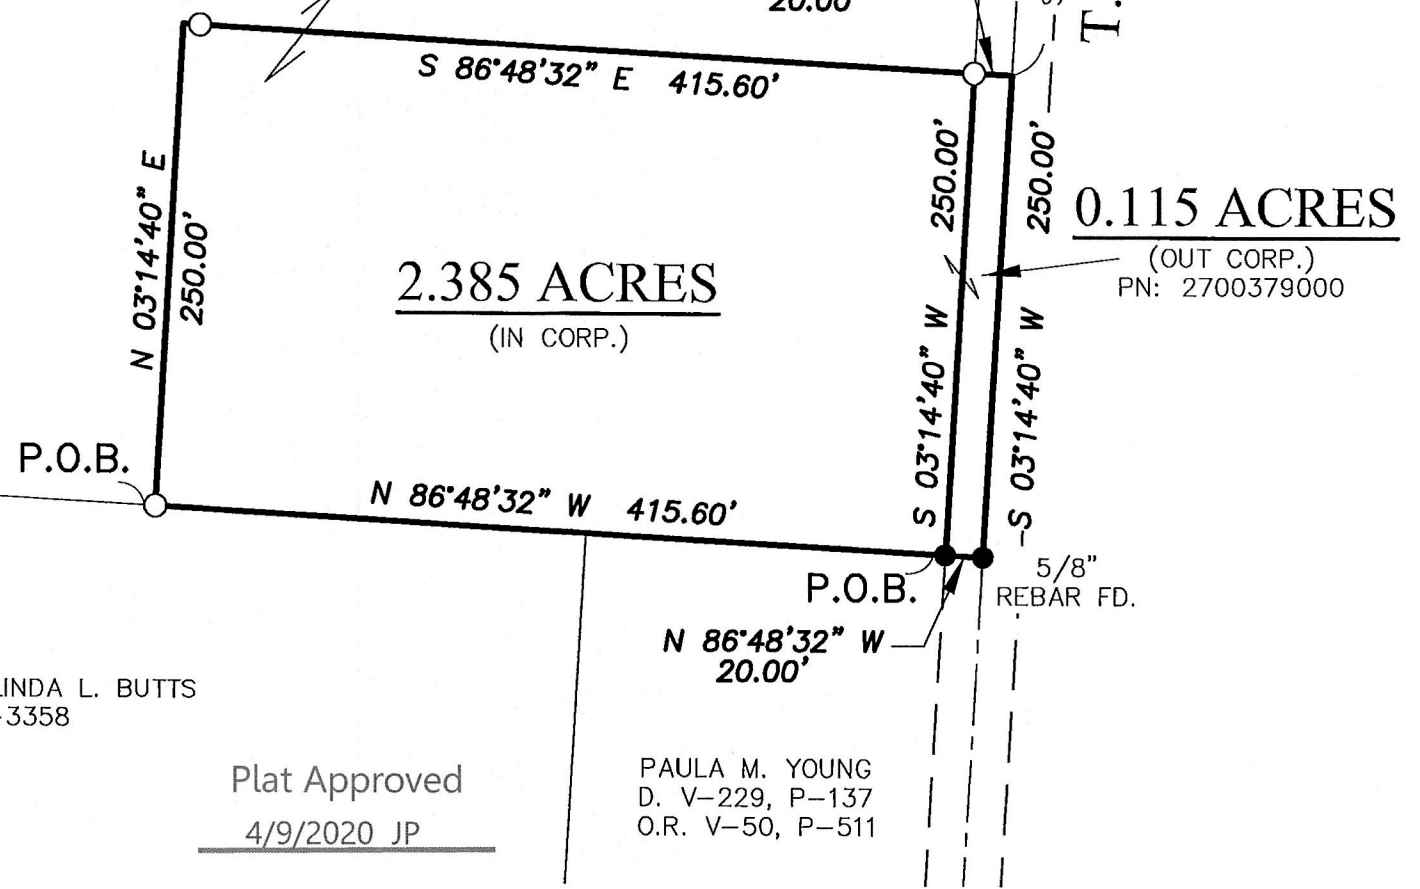 20.00'
T.
S 86°48'32" E 415.60'
N 03°14'40" E
250.00'
250.00'
250.00'
0.115 ACRES
(OUT CORP.)
PN: 2700379000
2.385 ACRES
(IN CORP.)
S 03°14'40" W
S 03°14'40" W
P.O.B.
N 86°48'32" W 415.60'
P.O.B.
5/8"
REBAR FD.
N 86°48'32" W
20.00'
LINDA L. BUTTS
-3358
Plat Approved
4/9/2020 JP
PAULA M. YOUNG
D. V-229, P-137
O.R. V-50, P-511